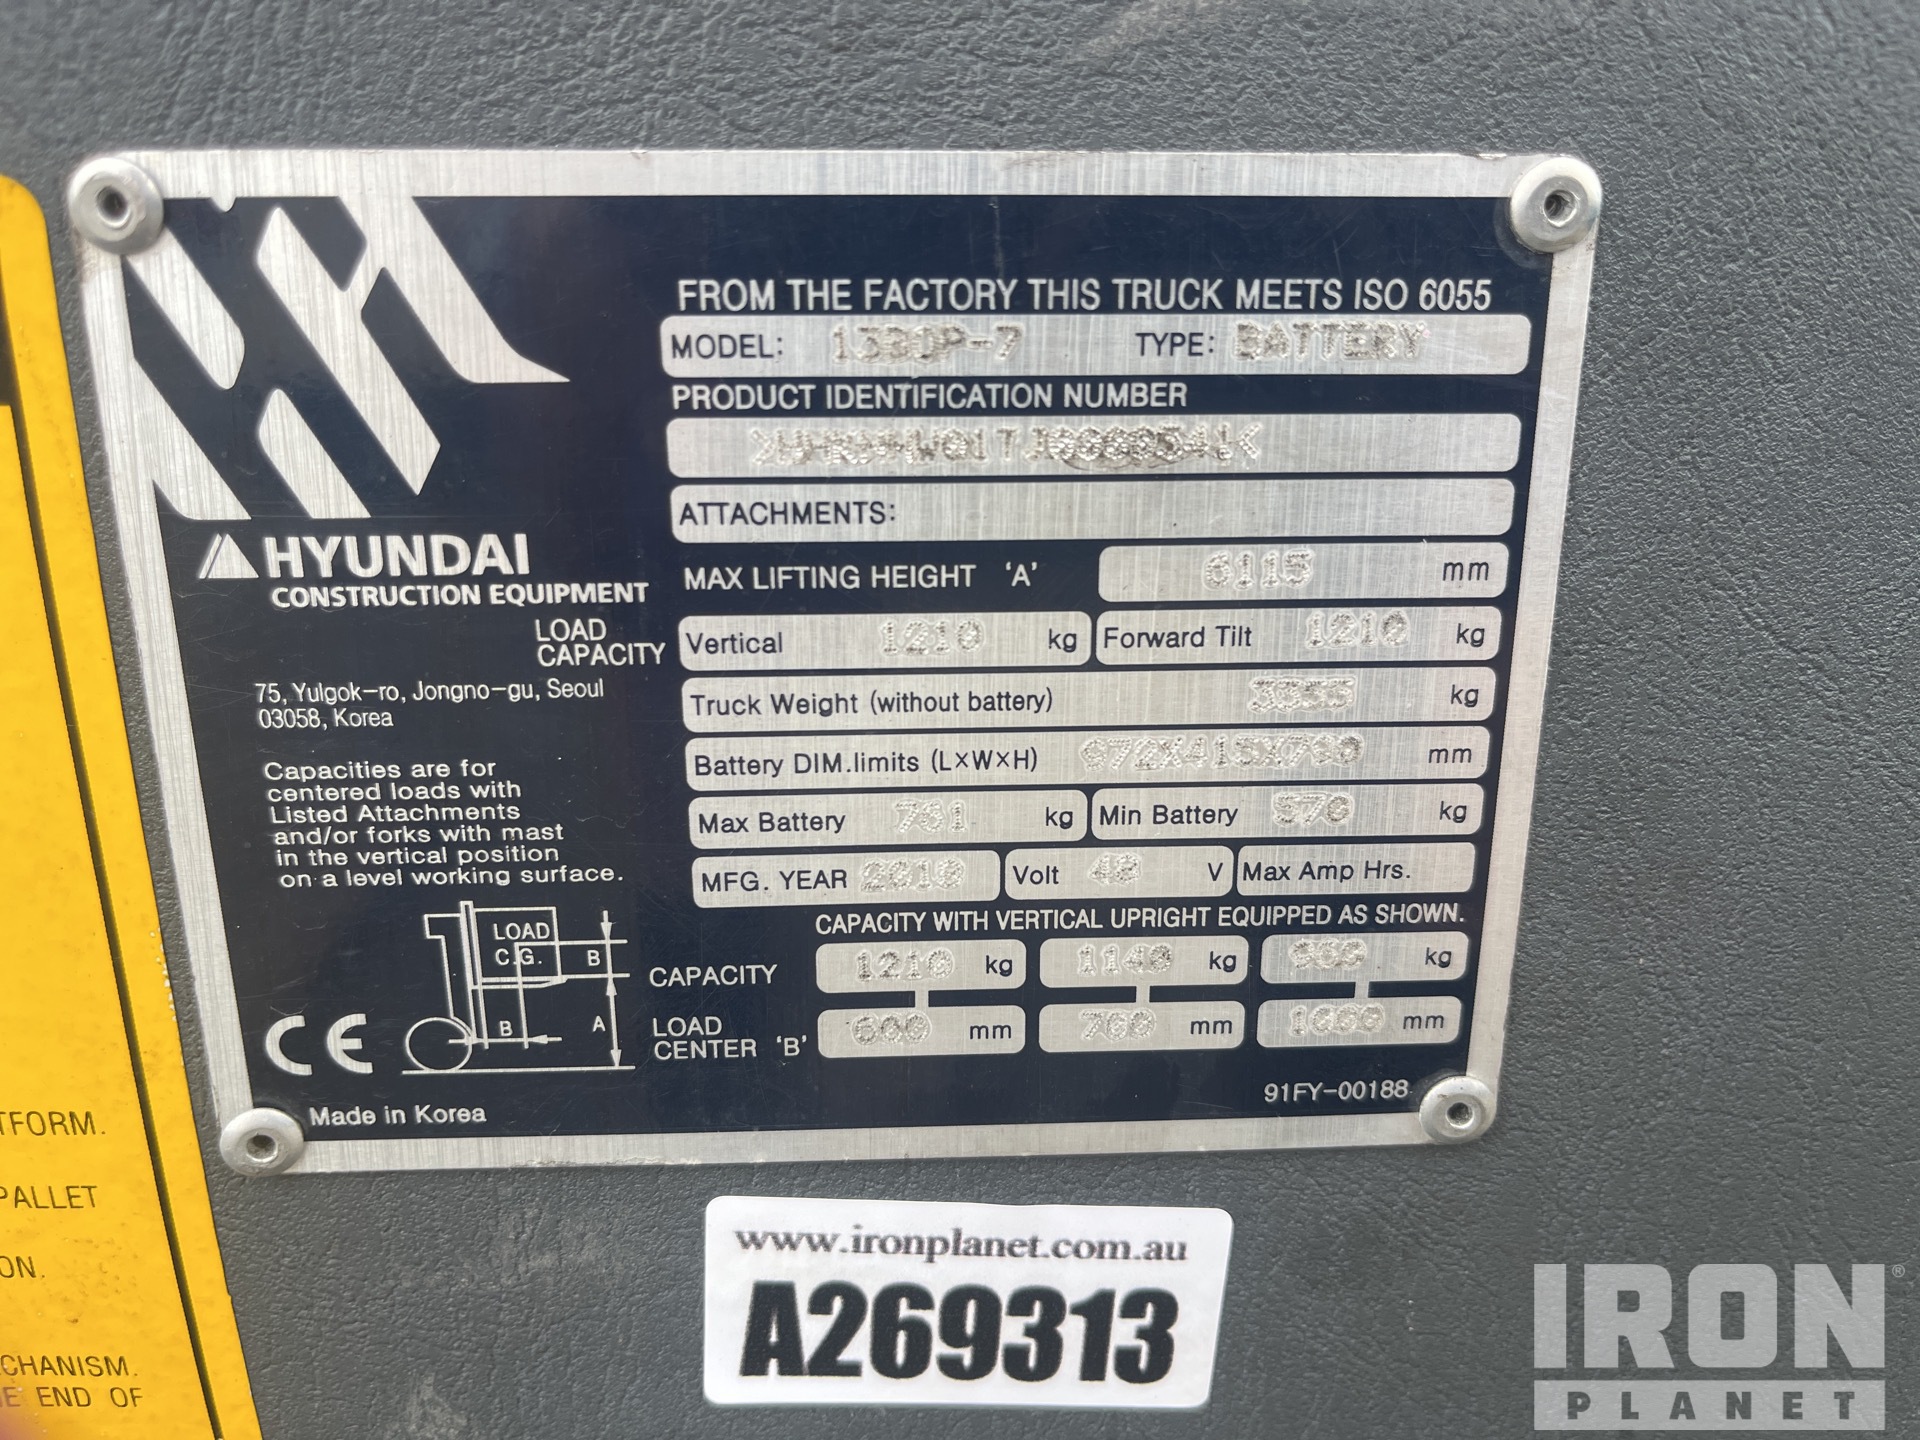 FROM THE FACTORY THIS TRUCK MEETS ISO 6055
MODEL: 13BOP-7 TYPE: BATTERY
PRODUCT IDENTIFICATION NUMBER
ATTACHMENTS:
HYUNDAI
CONSTRUCTION EQUIPMENT
MAX LIFTING HEIGHT 'A' 6115 mm
LOAD
CAPACITY
Vertical 1210 kg Forward Tilt 1210 kg
75, Yulgok-ro, Jongno-gu, Seoul
03058, Korea
Truck Weight (without battery) kg
Battery DIM.limits (L×W×H) mm
Capacities are for
centered loads with
Listed Attachments
and/or forks with mast
in the vertical position
on a level working surface.
Max Battery kg Min Battery kg
MFG. YEAR Volt V Max Amp Hrs.
CAPACITY WITH VERTICAL UPRIGHT EQUIPPED AS SHOWN.
LOAD
C.G.
B
B
A
CAPACITY 1210 kg 1140 kg kg
LOAD
CENTER 'B' 600 mm 700 mm 1000 mm
CE
91FY-00188
Made in Korea
TFORM.
PALLET
ON.
CHANISM.
E END OF
www.ironplanet.com.au
A269313
IRON
PLANET
®